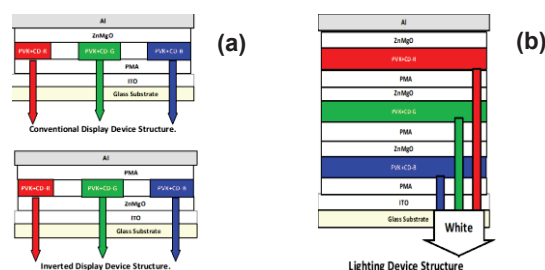 Al
ZnMgO
PVK+CD-R PVK+CD-G PVK+CD-R
PMA
ITO
Glass Substrate
Conventional Display Device Structure.
(a)
Al
PMA
PVK+CD-R PVK+CD-G PVK+CD-R
ZnMgO
ITO
Glass Substrate
Inverted Display Device Structure.
(b)
Al
ZnMgO
PVK+CD-R
PMA
ZnMgO
PVK+CD-G
PMA
ZnMgO
PVK+CD-B
PMA
ITO
Glass Substrate
White
Lighting Device Structure